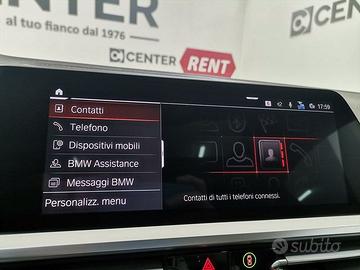 CENTER
al tuo fianco dal 1976
CENTER
CENTER RENT
17:59
Contatti
Telefono
Dispositivi mobili
BMW Assistance
Messaggi BMW
Personalizz. menu
Contatti di tutti i telefoni connessi.
subito